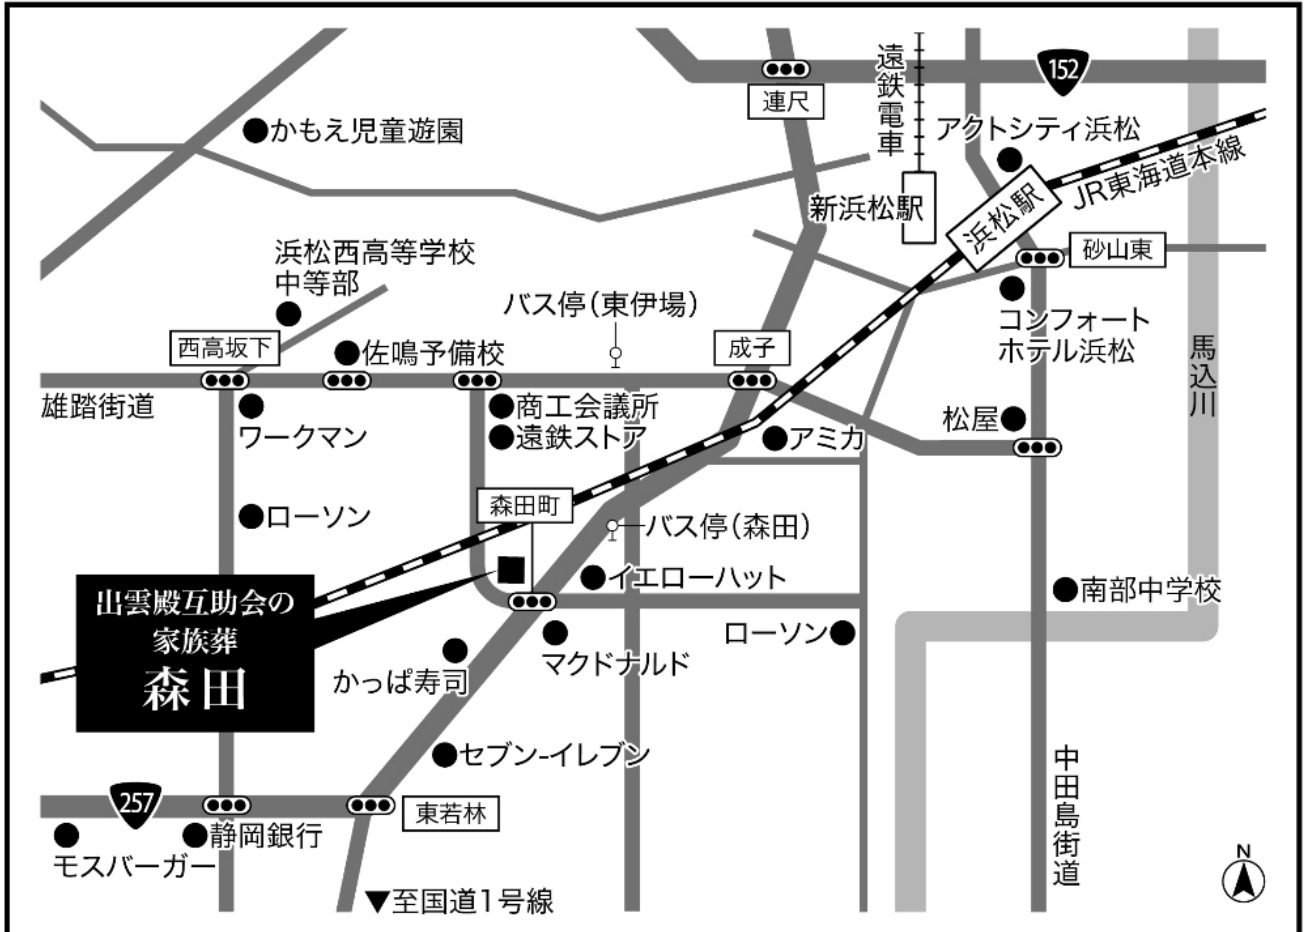 152
連尺
遠鉄電車
かもえ児童遊園
アクトシティ浜松
JR東海道本線
新浜松駅
浜松駅
砂山東
浜松西高等学校
中等部
バス停(東伊場)
コンフォート
ホテル浜松
馬込川
西高坂下
佐鳴予備校
成子
雄踏街道
ワークマン
商工会議所
遠鉄ストア
アミカ
松屋
森田町
ローソン
バス停(森田)
イエローハット
南部中学校
出雲殿互助会の
家族葬
森田
ローソン
マクドナルド
かっぱ寿司
セブン-イレブン
中田島街道
257
東若林
静岡銀行
モスバーガー
▼至国道1号線
N